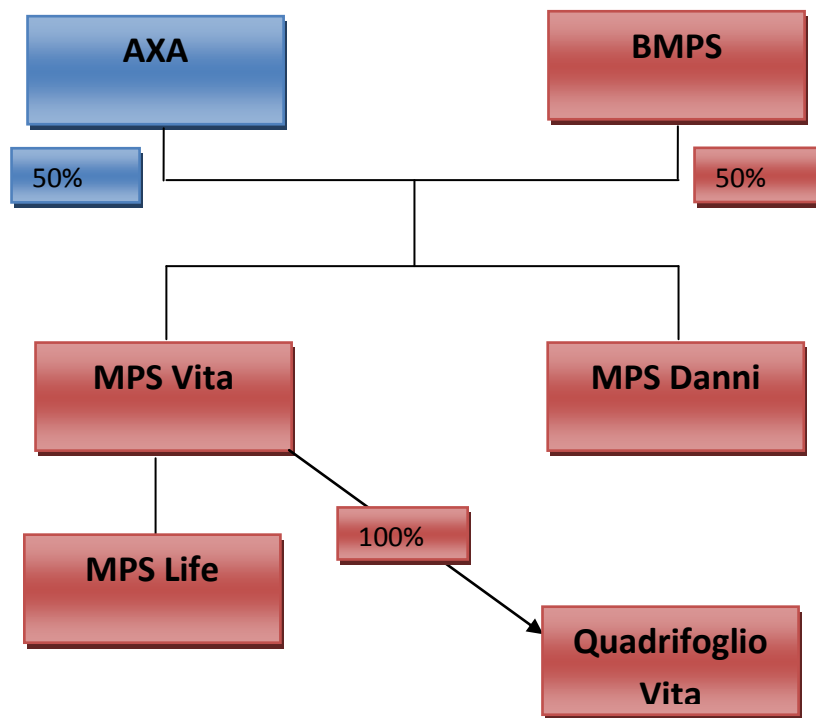 AXA
BMPS
50%
50%
MPS Vita
MPS Danni
100%
MPS Life
Quadrifoglio
Vita